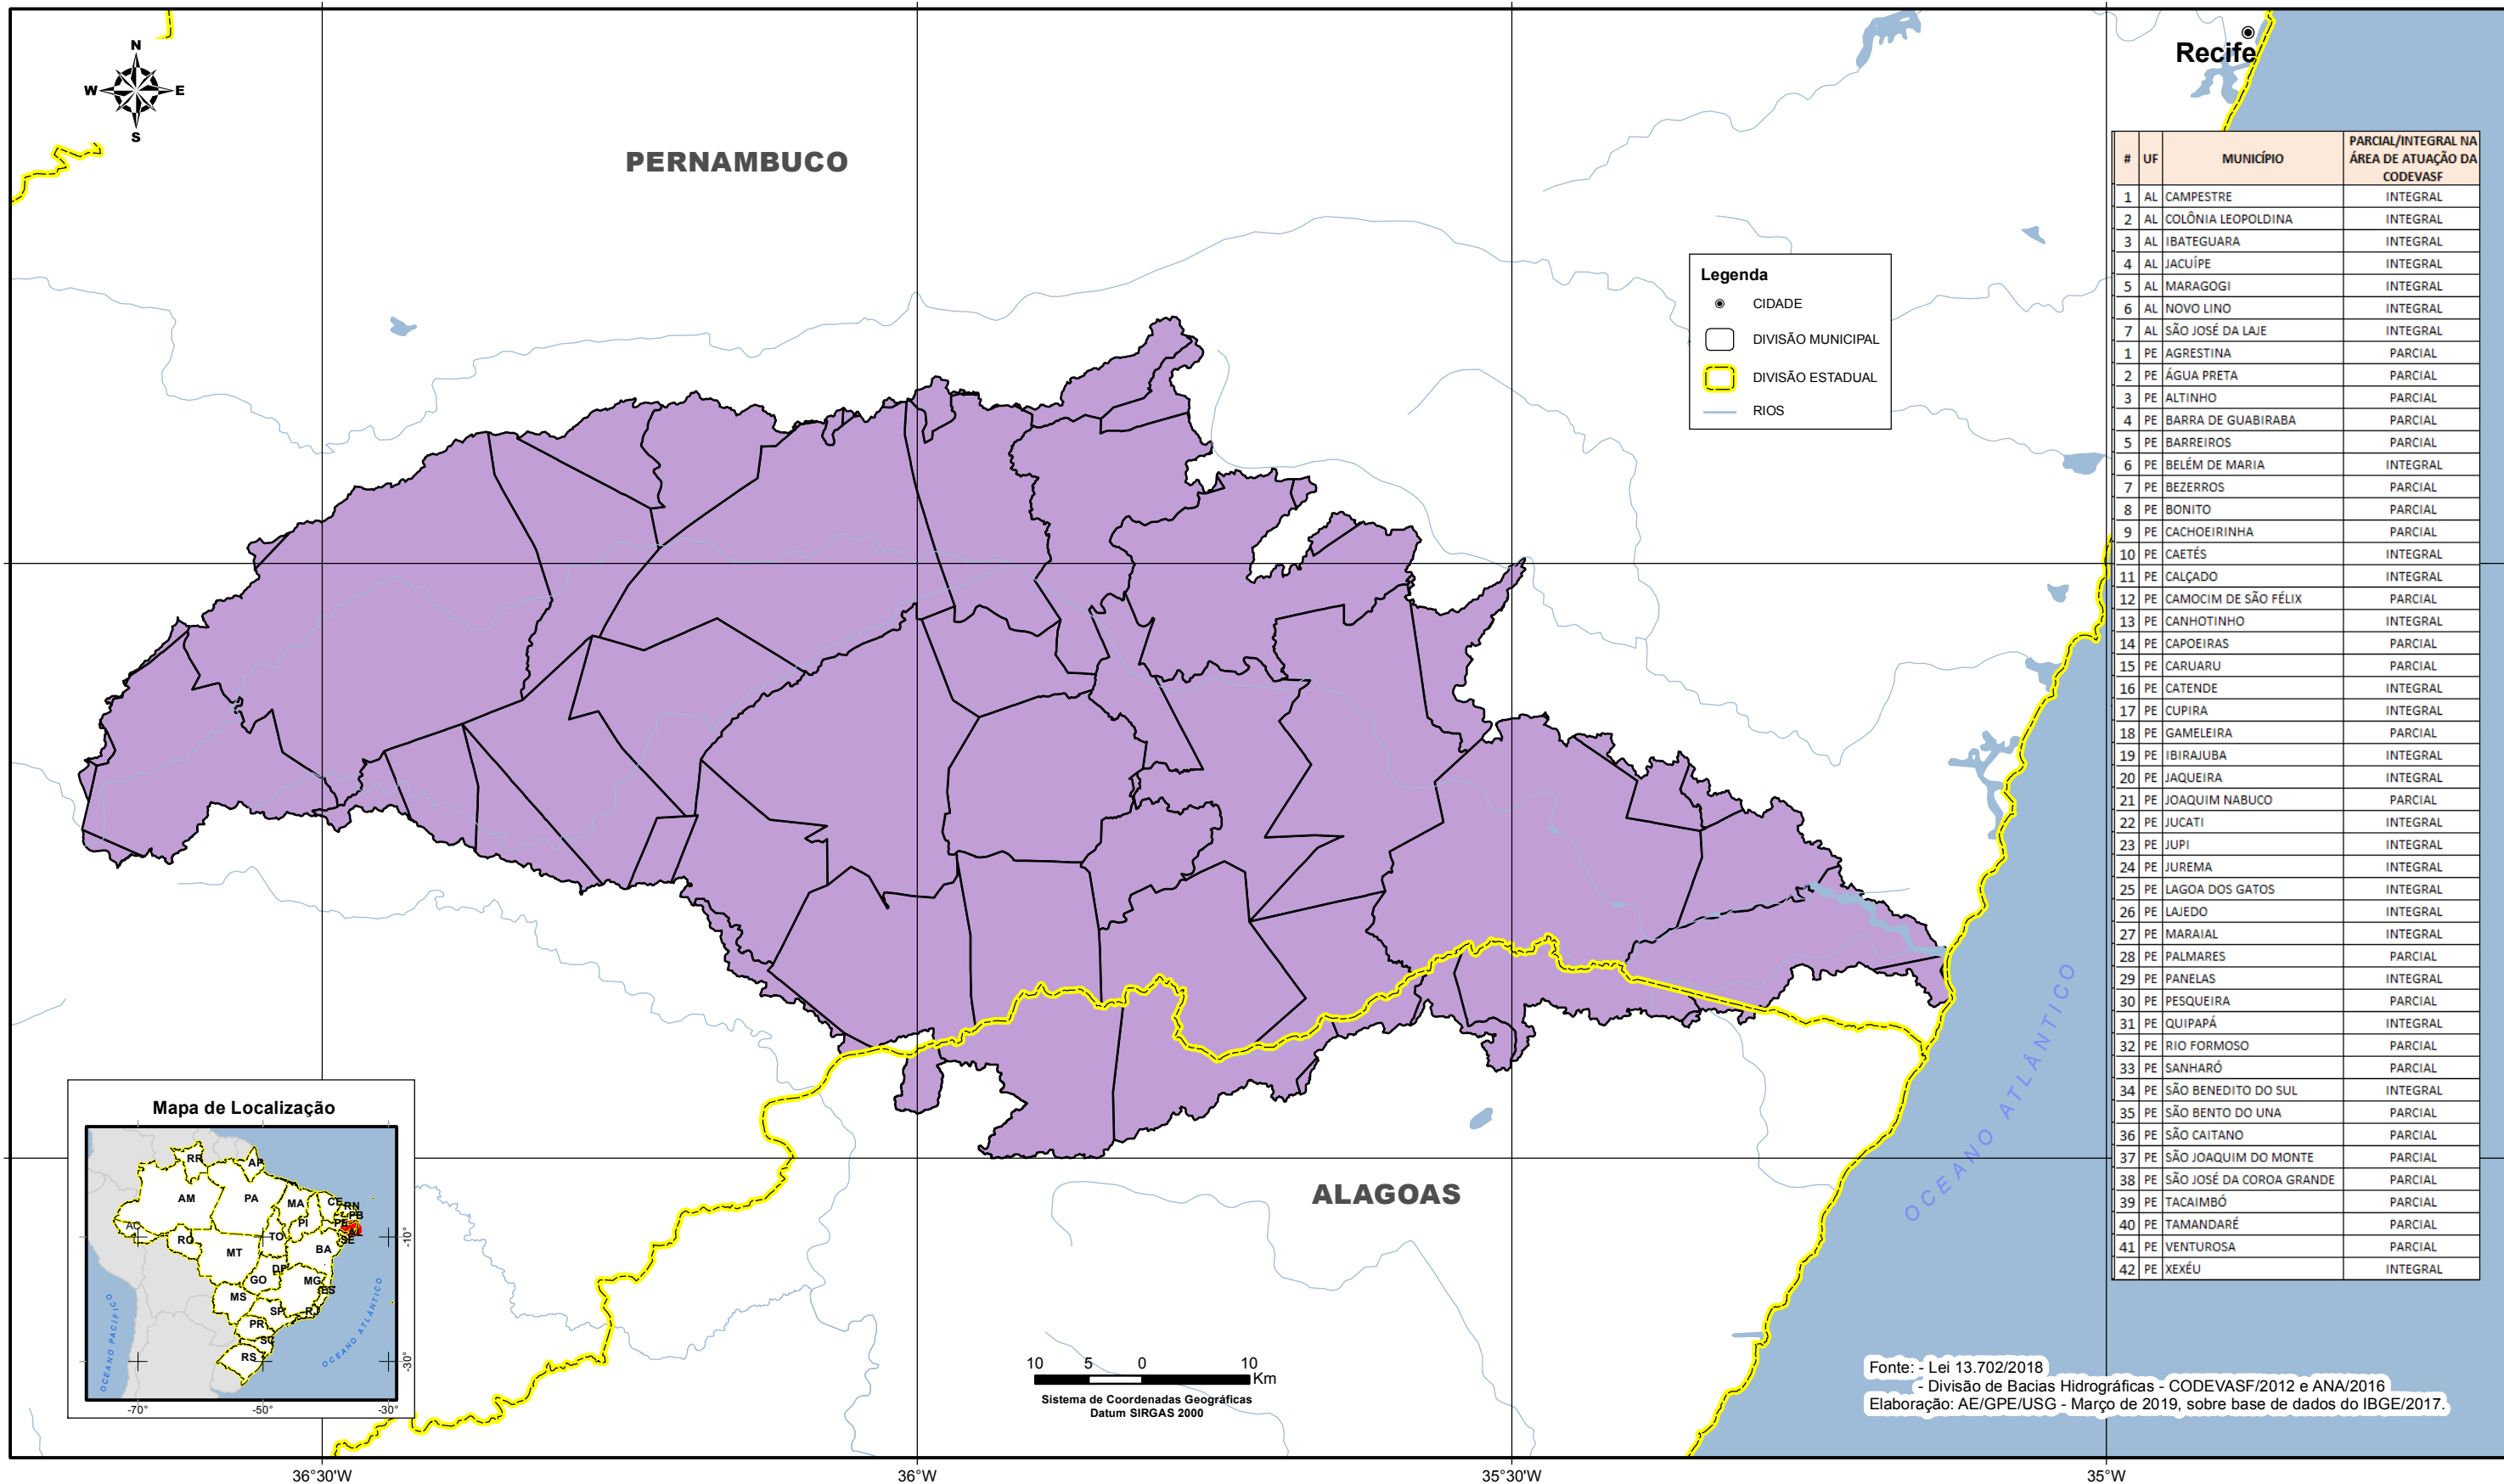 N
W E
S
PERNAMBUCO
Recife
Legenda
CIDADE
DIVISÃO MUNICIPAL
DIVISÃO ESTADUAL
RIOS
# UF MUNICÍPIO PARCIAL/INTEGRAL NA
ÁREA DE ATUAÇÃO DA
CODEVASF
1 AL CAMPESTRE INTEGRAL
2 AL COLÔNIA LEOPOLDINA INTEGRAL
3 AL IBATEGUARA INTEGRAL
4 AL JACUÍPE INTEGRAL
5 AL MARAGOGI INTEGRAL
6 AL NOVO LINO INTEGRAL
7 AL SÃO JOSÉ DA LAJE INTEGRAL
1 PE AGRESTINA PARCIAL
2 PE ÁGUA PRETA PARCIAL
3 PE ALTINHO PARCIAL
4 PE BARRA DE GUABIRABA PARCIAL
5 PE BARREIROS PARCIAL
6 PE BELÉM DE MARIA INTEGRAL
7 PE BEZERROS PARCIAL
8 PE BONITO PARCIAL
9 PE CACHOEIRINHA PARCIAL
10 PE CAETÉS INTEGRAL
11 PE CALÇADO INTEGRAL
12 PE CAMOCIM DE SÃO FÉLIX PARCIAL
13 PE CANHOTINHO INTEGRAL
14 PE CAPOEIRAS PARCIAL
15 PE CARUARU PARCIAL
16 PE CATENDE INTEGRAL
17 PE CUPIRA INTEGRAL
18 PE GAMELEIRA PARCIAL
19 PE IBIRAJUBA INTEGRAL
20 PE JAQUEIRA INTEGRAL
21 PE JOAQUIM NABUCO PARCIAL
22 PE JUCATI INTEGRAL
23 PE JUPI INTEGRAL
24 PE JUREMA INTEGRAL
25 PE LAGOA DOS GATOS INTEGRAL
26 PE LAJEDO INTEGRAL
27 PE MARAIAL INTEGRAL
28 PE PALMARES PARCIAL
29 PE PANELAS INTEGRAL
30 PE PESQUEIRA PARCIAL
31 PE QUIPAPÁ INTEGRAL
32 PE RIO FORMOSO PARCIAL
33 PE SANHARÓ PARCIAL
34 PE SÃO BENEDITO DO SUL INTEGRAL
35 PE SÃO BENTO DO UNA PARCIAL
36 PE SÃO CAITANO PARCIAL
37 PE SÃO JOAQUIM DO MONTE PARCIAL
38 PE SÃO JOSÉ DA COROA GRANDE PARCIAL
39 PE TACAIMBÓ PARCIAL
40 PE TAMANDARÉ PARCIAL
41 PE VENTUROSA PARCIAL
42 PE XEXÉU INTEGRAL
OCEANO ATLÂNTICO
ALAGOAS
Mapa de Localização
RR
AP
AM
PA
MA
CE
RN
PB
PE
AL
SE
PI
AC
RO
TO
MT
BA
DF
GO
MG
ES
MS
SP
RJ
PR
SC
RS
OCEANO PACÍFICO
OCEANO ATLÂNTICO
-10°
-30°
-70° -50° -30°
10 5 0 10
Km
Sistema de Coordenadas Geográficas
Datum SIRGAS 2000
Fonte: - Lei 13.702/2018
- Divisão de Bacias Hidrográficas - CODEVASF/2012 e ANA/2016
Elaboração: AE/GPE/USG - Março de 2019, sobre base de dados do IBGE/2017.
36°30'W 36°W 35°30'W 35°W